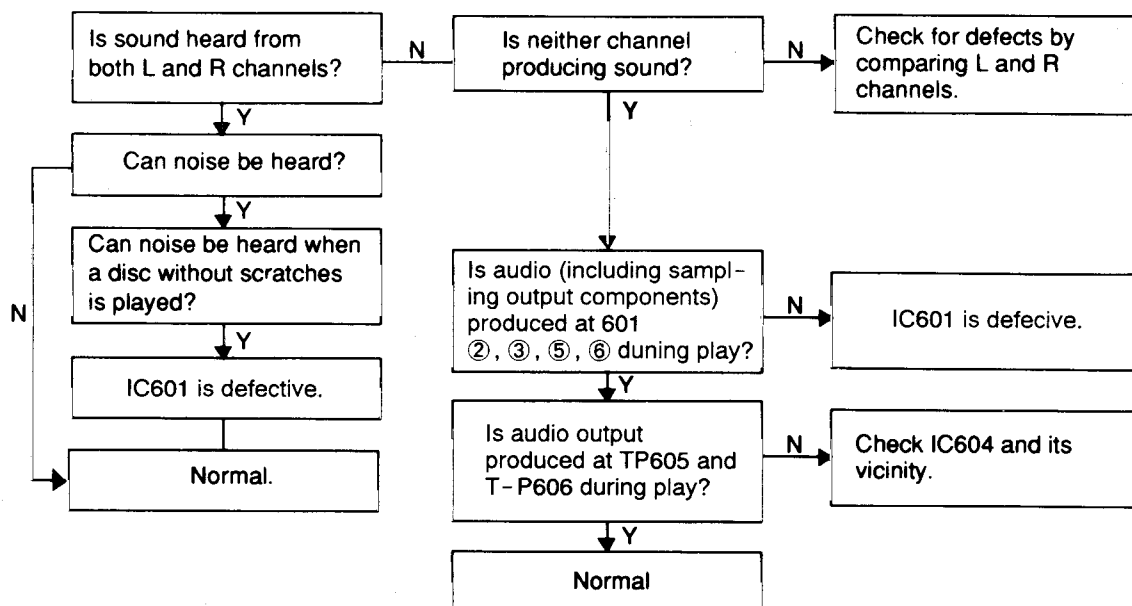 Is sound heard from
both L and R channels?
N
Is neither channel
producing sound?
N
Check for defects by
comparing L and R
channels.
Y
Y
Can noise be heard?
Y
Can noise be heard when
a disc without scratches
is played?
N
Is audio (including sampl-
ing output components)
produced at 601
②, ③, ⑤, ⑥ duning play?
N
IC601 is defecive.
Y
IC601 is defective.
Y
Is audio output
produced at TP605 and
T-P606 during play?
N
Check IC604 and its
vicinity.
Normal.
Y
Normal